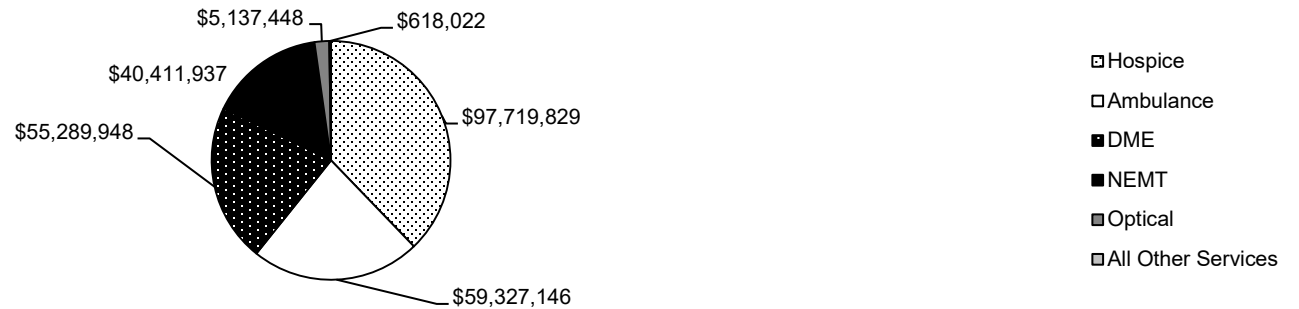 $5,137,448
$618,022
$40,411,937
$97,719,829
$55,289,948
$59,327,146
Hospice
Ambulance
DME
NEMT
Optical
All Other Services